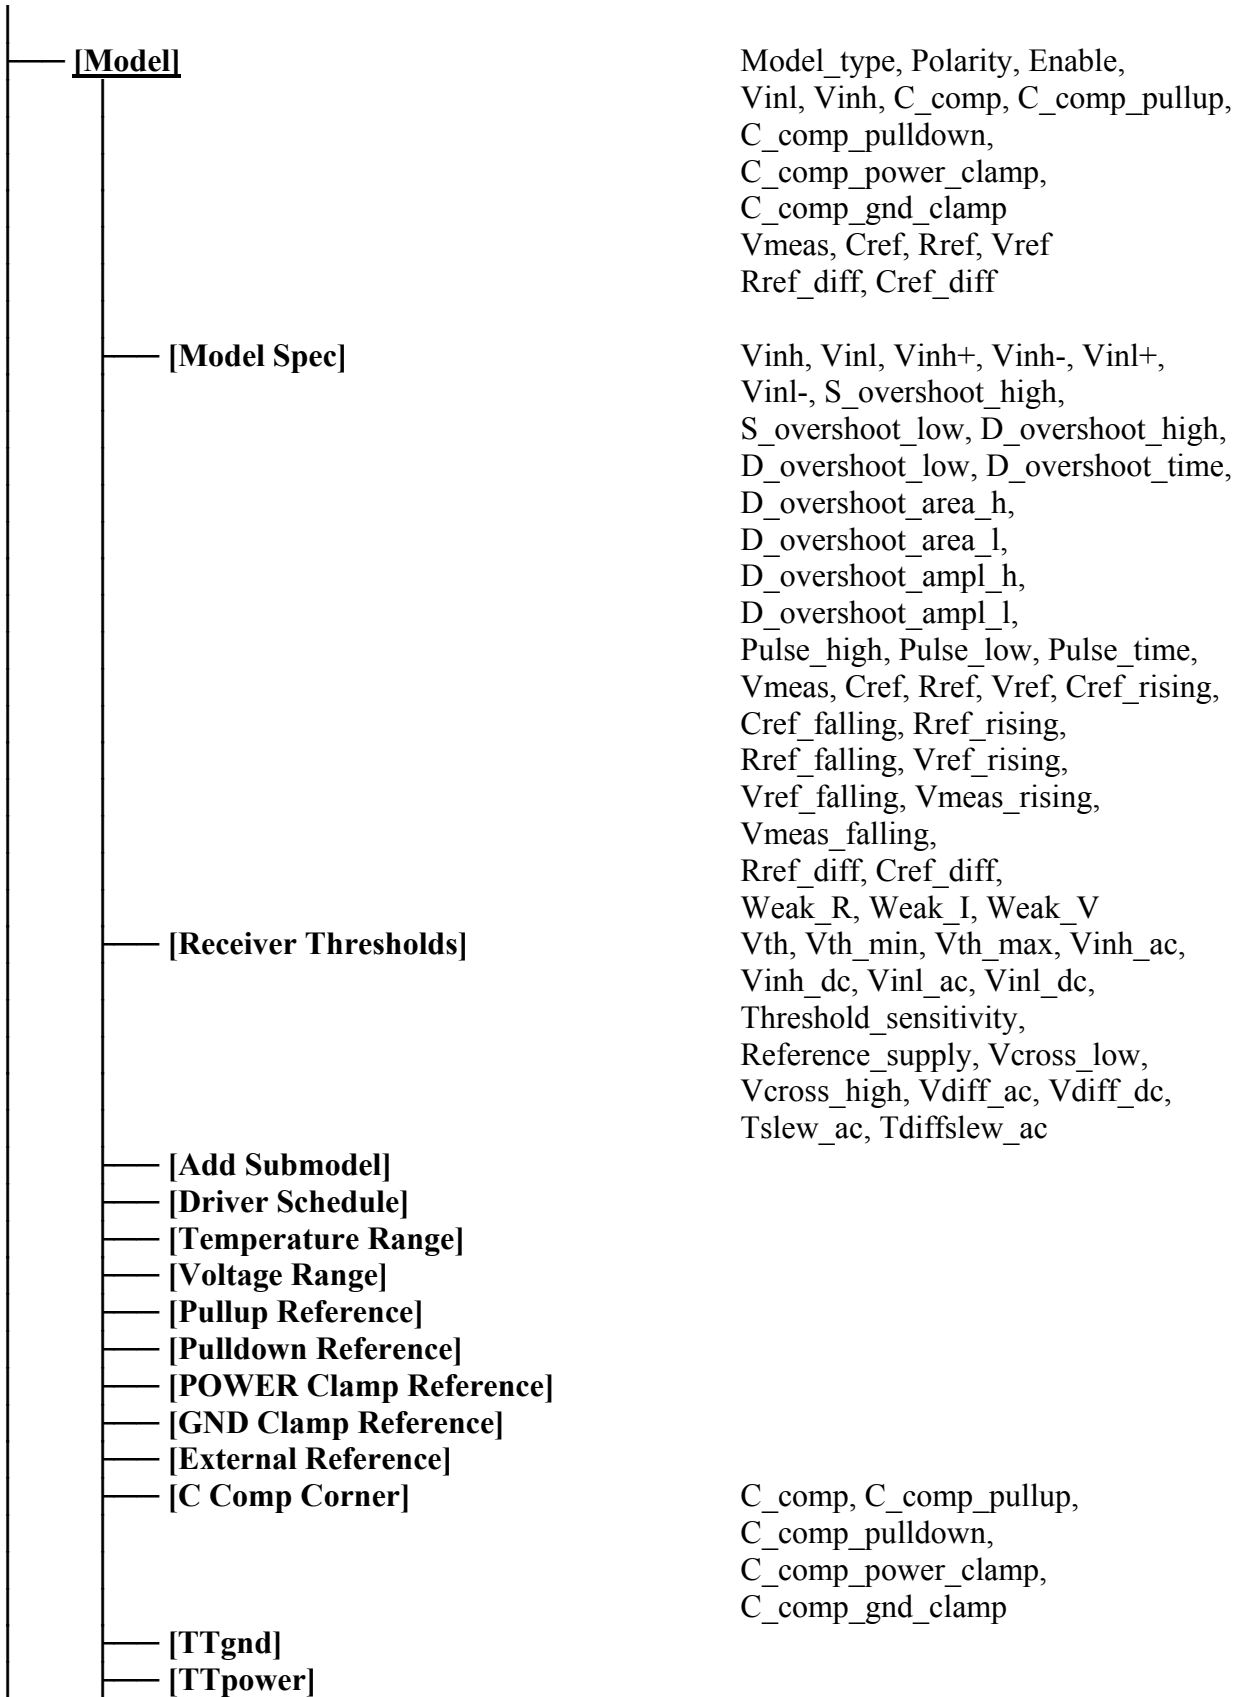 [Model] Model_type, Polarity, Enable,
Vinl, Vinh, C_comp, C_comp_pullup,
C_comp_pulldown,
C_comp_power_clamp,
C_comp_gnd_clamp
Vmeas, Cref, Rref, Vref
Rref_diff, Cref_diff
[Model Spec] Vinh, Vinl, Vinh+, Vinh-, Vinl+,
Vinl-, S_overshoot_high,
S_overshoot_low, D_overshoot_high,
D_overshoot_low, D_overshoot_time,
D_overshoot_area_h,
D_overshoot_area_l,
D_overshoot_ampl_h,
D_overshoot_ampl_l,
Pulse_high, Pulse_low, Pulse_time,
Vmeas, Cref, Rref, Vref, Cref_rising,
Cref_falling, Rref_rising,
Rref_falling, Vref_rising,
Vref_falling, Vmeas_rising,
Vmeas_falling,
Rref_diff, Cref_diff,
Weak_R, Weak_I, Weak_V
[Receiver Thresholds] Vth, Vth_min, Vth_max, Vinh_ac,
Vinh_dc, Vinl_ac, Vinl_dc,
Threshold_sensitivity,
Reference_supply, Vcross_low,
Vcross_high, Vdiff_ac, Vdiff_dc,
Tslew_ac, Tdiffslew_ac
[Add Submodel]
[Driver Schedule]
[Temperature Range]
[Voltage Range]
[Pullup Reference]
[Pulldown Reference]
[POWER Clamp Reference]
[GND Clamp Reference]
[External Reference]
[C Comp Corner] C_comp, C_comp_pullup,
C_comp_pulldown,
C_comp_power_clamp,
C_comp_gnd_clamp
[TTgnd]
[TTpower]